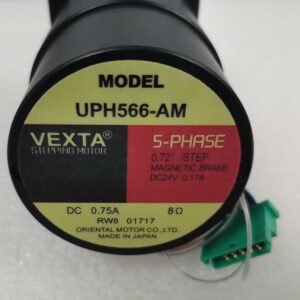 MODEL
UPH566-AM
VEXTA®
STEPPING MOTOR
5-PHASE
0.72° /STEP
MAGNETIC BRAKE
DC24V 0.17A
DC 0.75A 8Ω
RW8 01717
ORIENTAL MOTOR CO.,LTD.
MADE IN JAPAN